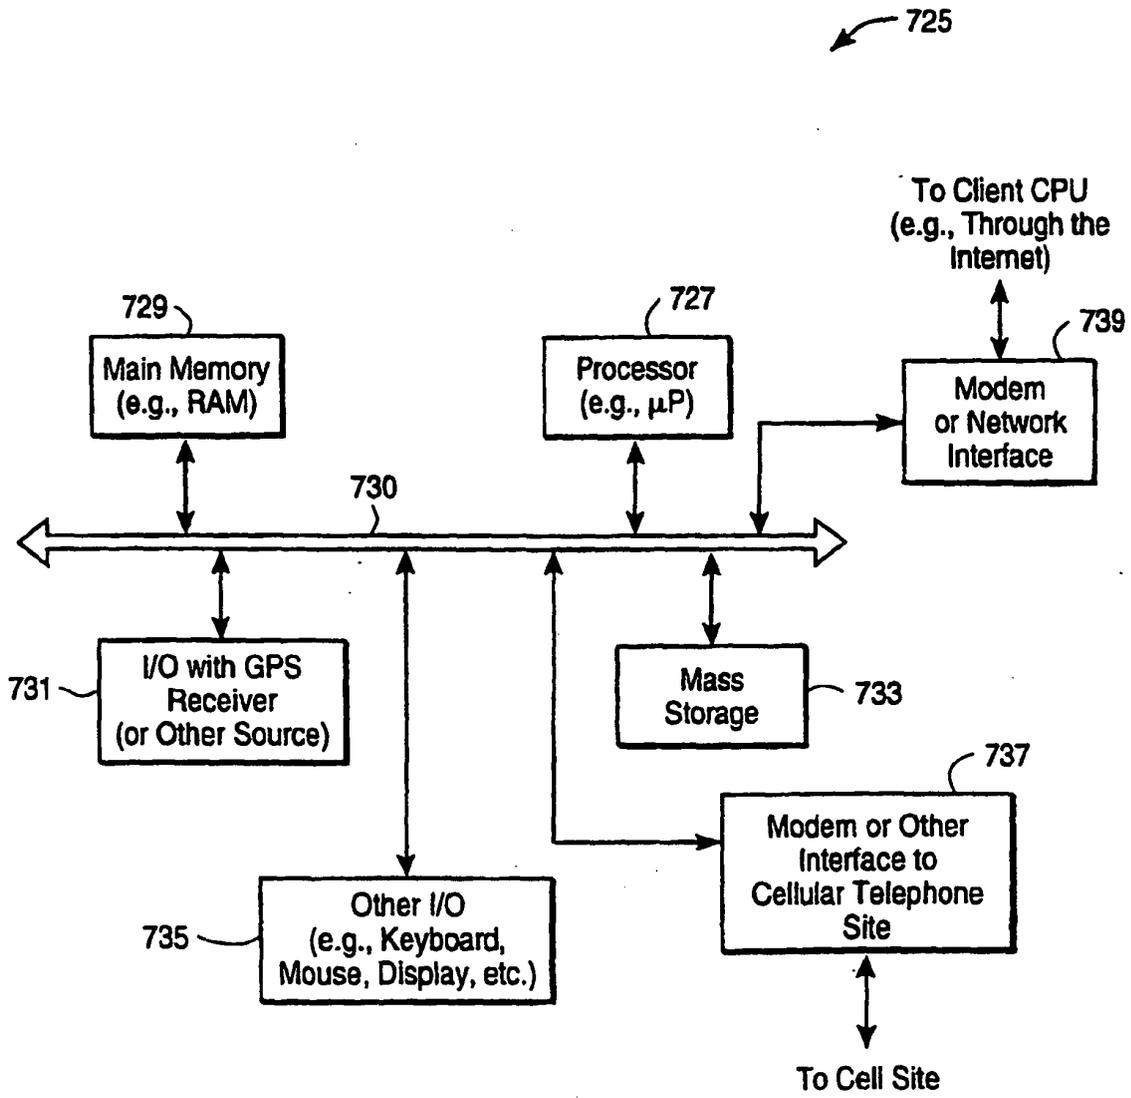 725
To Client CPU
(e.g., Through the
Internet)
729
727
739
Main Memory
(e.g., RAM)
Processor
(e.g., µP)
Modem
or Network
Interface
730
I/O with GPS
Receiver
(or Other Source)
731
Mass
Storage
733
737
Modem or Other
Interface to
Cellular Telephone
Site
Other I/O
(e.g., Keyboard,
Mouse, Display, etc.)
735
To Cell Site